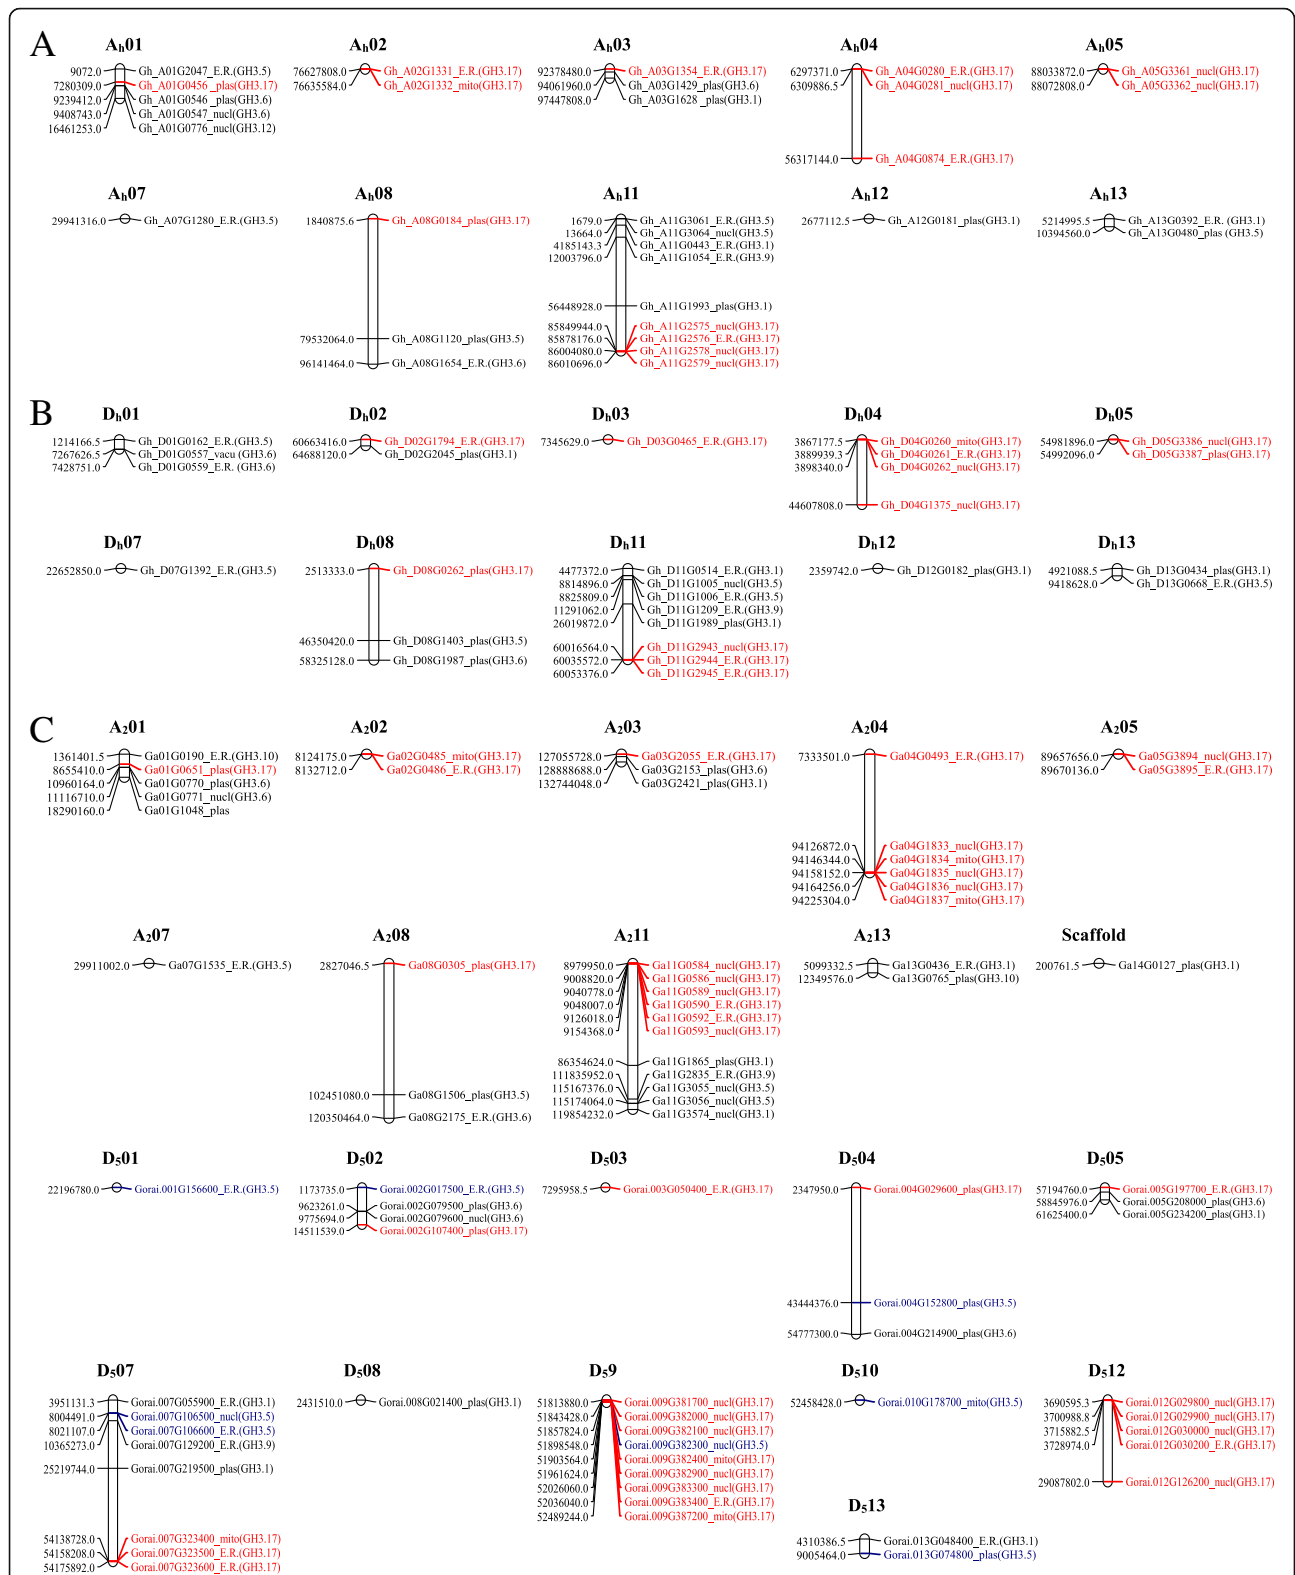 A
Ah01
9072.0 Gh_A01G2047_E.R.(GH3.5)
7280309.0 Gh_A01G0456_plas(GH3.17)
9239412.0 Gh_A01G0546_plas(GH3.6)
9408743.0 Gh_A01G0547_nucl(GH3.6)
16461253.0 Gh_A01G0776_nucl(GH3.12)
Ah02
76627808.0 Gh_A02G1331_E.R.(GH3.17)
76635584.0 Gh_A02G1332_mito(GH3.17)
Ah03
92378480.0 Gh_A03G1354_E.R.(GH3.17)
94061960.0 Gh_A03G1429_plas(GH3.6)
97447808.0 Gh_A03G1628_plas(GH3.1)
Ah04
6297371.0 Gh_A04G0280_E.R.(GH3.17)
6309886.5 Gh_A04G0281_nucl(GH3.17)
56317144.0 Gh_A04G0874_E.R.(GH3.17)
Ah05
88033872.0 Gh_A05G3361_nucl(GH3.17)
88072808.0 Gh_A05G3362_nucl(GH3.17)
Ah07
29941316.0 Gh_A07G1280_E.R.(GH3.5)
Ah08
1840875.6 Gh_A08G0184_plas(GH3.17)
79532064.0 Gh_A08G1120_plas(GH3.5)
96141464.0 Gh_A08G1654_E.R.(GH3.6)
Ah11
1679.0 Gh_A11G3061_E.R.(GH3.5)
13664.0 Gh_A11G3064_nucl(GH3.5)
4185143.3 Gh_A11G0443_E.R.(GH3.1)
12003796.0 Gh_A11G1054_E.R.(GH3.9)
56448928.0 Gh_A11G1993_plas(GH3.1)
85849944.0 Gh_A11G2575_nucl(GH3.17)
85878176.0 Gh_A11G2576_E.R.(GH3.17)
86004080.0 Gh_A11G2578_nucl(GH3.17)
86010696.0 Gh_A11G2579_nucl(GH3.17)
Ah12
2677112.5 Gh_A12G0181_plas(GH3.1)
Ah13
5214995.5 Gh_A13G0392_E.R. (GH3.1)
10394560.0 Gh_A13G0480_plas (GH3.5)
B
Dh01
1214166.5 Gh_D01G0162_E.R.(GH3.5)
7267626.5 Gh_D01G0557_vacu (GH3.6)
7428751.0 Gh_D01G0559_E.R. (GH3.6)
Dh02
60663416.0 Gh_D02G1794_E.R.(GH3.17)
64688120.0 Gh_D02G2045_plas(GH3.1)
Dh03
7345629.0 Gh_D03G0465_E.R.(GH3.17)
Dh04
3867177.5 Gh_D04G0260_mito(GH3.17)
3889939.3 Gh_D04G0261_E.R.(GH3.17)
3898340.0 Gh_D04G0262_nucl(GH3.17)
44607808.0 Gh_D04G1375_nucl(GH3.17)
Dh05
54981896.0 Gh_D05G3386_nucl(GH3.17)
54992096.0 Gh_D05G3387_plas(GH3.17)
Dh07
22652850.0 Gh_D07G1392_E.R.(GH3.5)
Dh08
2513333.0 Gh_D08G0262_plas(GH3.17)
46350420.0 Gh_D08G1403_plas(GH3.5)
58325128.0 Gh_D08G1987_plas(GH3.6)
Dh11
4477372.0 Gh_D11G0514_E.R.(GH3.1)
8814896.0 Gh_D11G1005_nucl(GH3.5)
8825809.0 Gh_D11G1006_E.R.(GH3.5)
11291062.0 Gh_D11G1209_E.R.(GH3.9)
26019872.0 Gh_D11G1989_plas(GH3.1)
60016564.0 Gh_D11G2943_nucl(GH3.17)
60035572.0 Gh_D11G2944_E.R.(GH3.17)
60053376.0 Gh_D11G2945_E.R.(GH3.17)
Dh12
2359742.0 Gh_D12G0182_plas(GH3.1)
Dh13
4921088.5 Gh_D13G0434_plas(GH3.1)
9418628.0 Gh_D13G0668_E.R.(GH3.5)
C
A201
1361401.5 Ga01G0190_E.R.(GH3.10)
8655410.0 Ga01G0651_plas(GH3.17)
10960164.0 Ga01G0770_plas(GH3.6)
11116710.0 Ga01G0771_nucl(GH3.6)
18290160.0 Ga01G1048_plas
A202
8124175.0 Ga02G0485_mito(GH3.17)
8132712.0 Ga02G0486_E.R.(GH3.17)
A203
127055728.0 Ga03G2055_E.R.(GH3.17)
128888688.0 Ga03G2153_plas(GH3.6)
132744048.0 Ga03G2421_plas(GH3.1)
A204
7333501.0 Ga04G0493_E.R.(GH3.17)
94126872.0 Ga04G1833_nucl(GH3.17)
94146344.0 Ga04G1834_mito(GH3.17)
94158152.0 Ga04G1835_nucl(GH3.17)
94164256.0 Ga04G1836_nucl(GH3.17)
94225304.0 Ga04G1837_mito(GH3.17)
A205
89657656.0 Ga05G3894_nucl(GH3.17)
89670136.0 Ga05G3895_E.R.(GH3.17)
A207
29911002.0 Ga07G1535_E.R.(GH3.5)
A208
2827046.5 Ga08G0305_plas(GH3.17)
102451080.0 Ga08G1506_plas(GH3.5)
120350464.0 Ga08G2175_E.R.(GH3.6)
A211
8979950.0 Ga11G0584_nucl(GH3.17)
9008820.0 Ga11G0586_nucl(GH3.17)
9040778.0 Ga11G0589_nucl(GH3.17)
9048007.0 Ga11G0590_E.R.(GH3.17)
9126018.0 Ga11G0592_E.R.(GH3.17)
9154368.0 Ga11G0593_nucl(GH3.17)
86354624.0 Ga11G1865_plas(GH3.1)
111835952.0 Ga11G2835_E.R.(GH3.9)
115167376.0 Ga11G3055_nucl(GH3.5)
115174064.0 Ga11G3056_nucl(GH3.5)
119854232.0 Ga11G3574_nucl(GH3.1)
A213
5099332.5 Ga13G0436_E.R.(GH3.1)
12349576.0 Ga13G0765_plas(GH3.10)
Scaffold
200761.5 Ga14G0127_plas(GH3.1)
D501
22196780.0 Gorai.001G156600_E.R.(GH3.5)
D502
1173735.0 Gorai.002G017500_E.R.(GH3.5)
9623261.0 Gorai.002G079500_plas(GH3.6)
9775694.0 Gorai.002G079600_nucl(GH3.6)
14511539.0 Gorai.002G107400_plas(GH3.17)
D503
7295958.5 Gorai.003G050400_E.R.(GH3.17)
D504
2347950.0 Gorai.004G029600_plas(GH3.17)
43444376.0 Gorai.004G152800_plas(GH3.5)
54777300.0 Gorai.004G214900_plas(GH3.6)
D505
57194760.0 Gorai.005G197700_E.R.(GH3.17)
58845976.0 Gorai.005G208000_plas(GH3.6)
61625400.0 Gorai.005G234200_plas(GH3.1)
D507
3951131.3 Gorai.007G055900_E.R.(GH3.1)
8004491.0 Gorai.007G106500_nucl(GH3.5)
8021107.0 Gorai.007G106600_E.R.(GH3.5)
10365273.0 Gorai.007G129200_E.R.(GH3.9)
25219744.0 Gorai.007G219500_plas(GH3.1)
54138728.0 Gorai.007G323400_mito(GH3.17)
54158208.0 Gorai.007G323500_E.R.(GH3.17)
54175892.0 Gorai.007G323600_E.R.(GH3.17)
D508
2431510.0 Gorai.008G021400_plas(GH3.1)
D59
51813880.0 Gorai.009G381700_nucl(GH3.17)
51843428.0 Gorai.009G382000_nucl(GH3.17)
51857824.0 Gorai.009G382100_nucl(GH3.17)
51898548.0 Gorai.009G382300_nucl(GH3.5)
51903564.0 Gorai.009G382400_mito(GH3.17)
51961624.0 Gorai.009G382900_nucl(GH3.17)
52026060.0 Gorai.009G383300_nucl(GH3.17)
52036040.0 Gorai.009G383400_E.R.(GH3.17)
52489244.0 Gorai.009G387200_mito(GH3.17)
D510
52458428.0 Gorai.010G178700_mito(GH3.5)
D512
3690595.3 Gorai.012G029800_nucl(GH3.17)
3700988.8 Gorai.012G029900_nucl(GH3.17)
3715882.5 Gorai.012G030000_nucl(GH3.17)
3728974.0 Gorai.012G030200_E.R.(GH3.17)
29087802.0 Gorai.012G126200_nucl(GH3.17)
D513
4310386.5 Gorai.013G048400_E.R.(GH3.1)
9005464.0 Gorai.013G074800_plas(GH3.5)